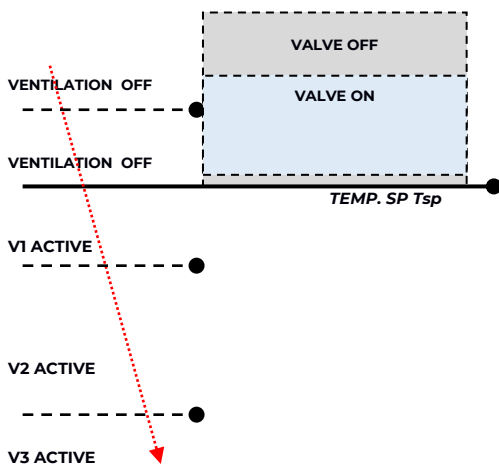 VALVE OFF
VENTILATION OFF
VALVE ON
VENTILATION OFF
TEMP. SP Tsp
V1 ACTIVE
V2 ACTIVE
V3 ACTIVE